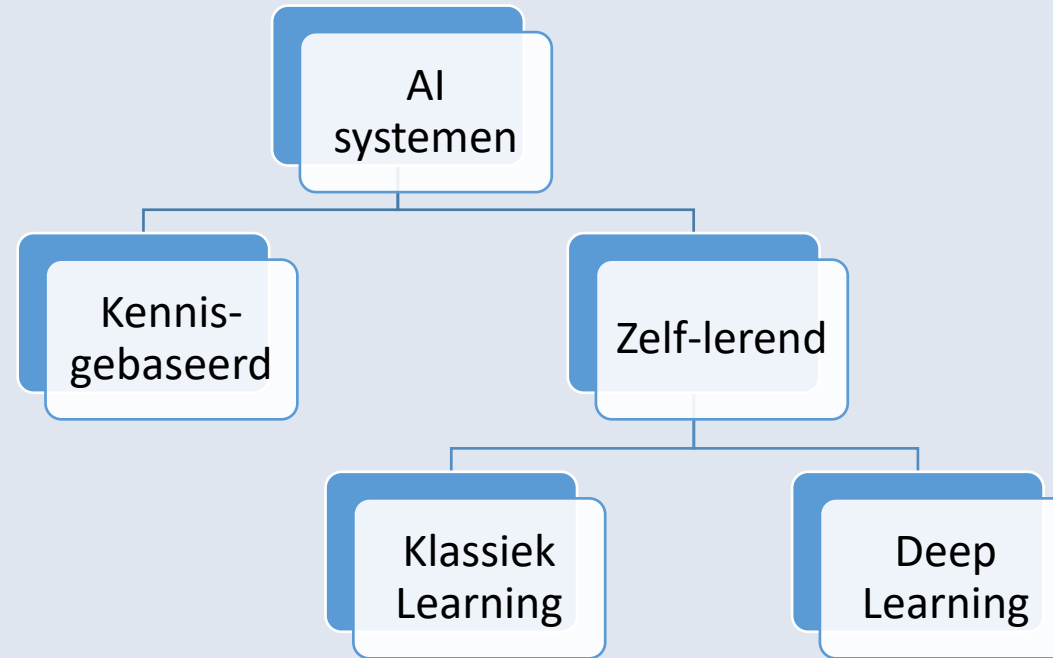 AI
systemen
Kennis-
gebaseerd
Zelf-lerend
Klassiek
Learning
Deep
Learning